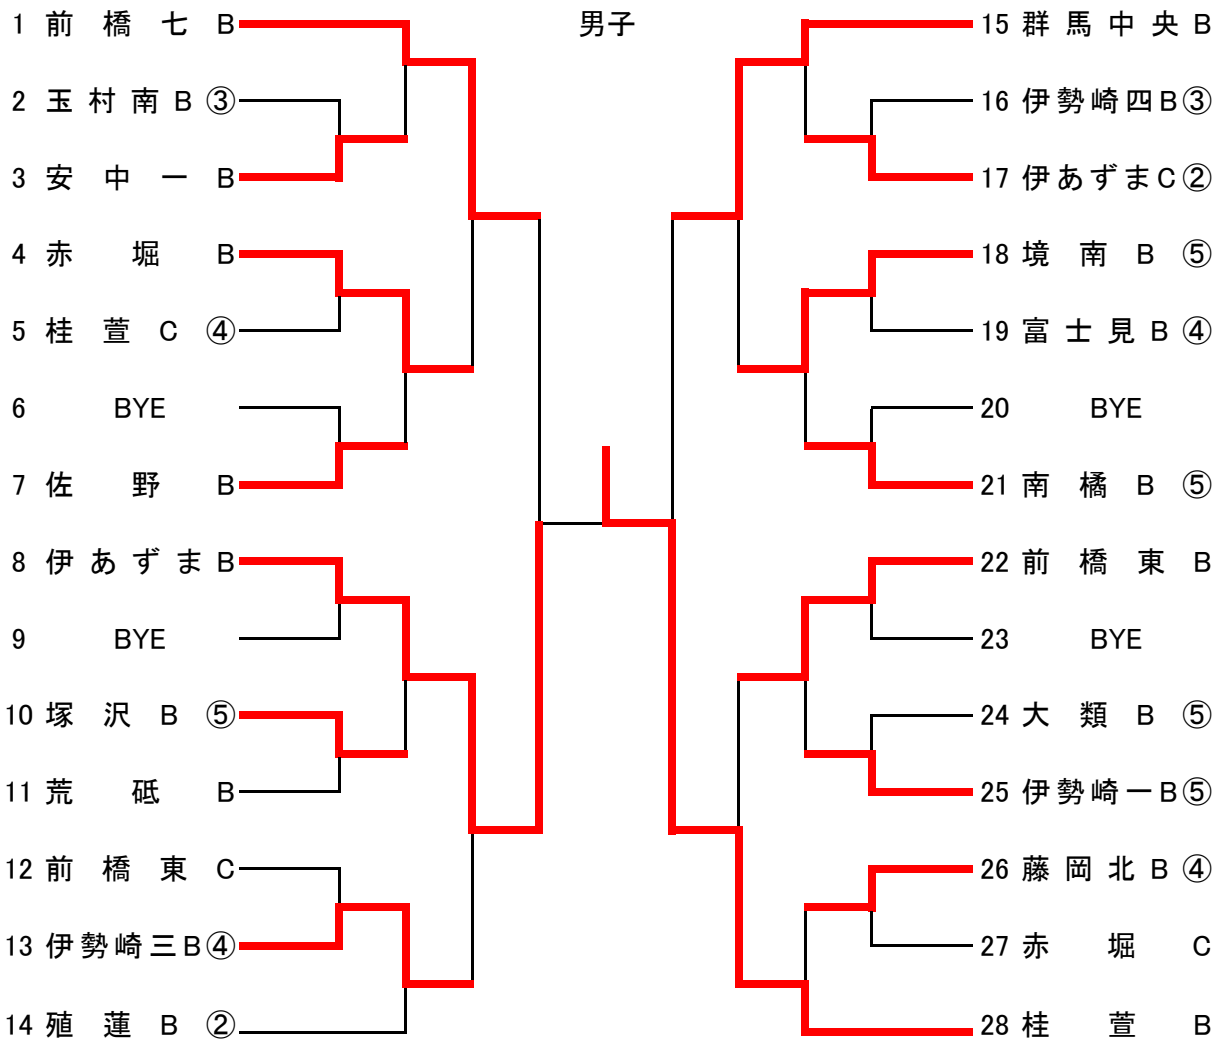 男子
1 前橋七 B
2 玉村南 B ③
3 安中一 B
4 赤堀 B
5 桂萱 C ④
6 BYE
7 佐野 B
8 伊あずま B
9 BYE
10 塚沢 B ⑤
11 荒砥 B
12 前橋東 C
13 伊勢崎三B④
14 殖蓮 B ②
15 群馬中央 B
16 伊勢崎四B③
17 伊あずまC②
18 境南 B ⑤
19 富士見 B ④
20 BYE
21 南橘 B ⑤
22 前橋東 B
23 BYE
24 大類 B ⑤
25 伊勢崎一B⑤
26 藤岡北 B ④
27 赤堀 C
28 桂萱 B